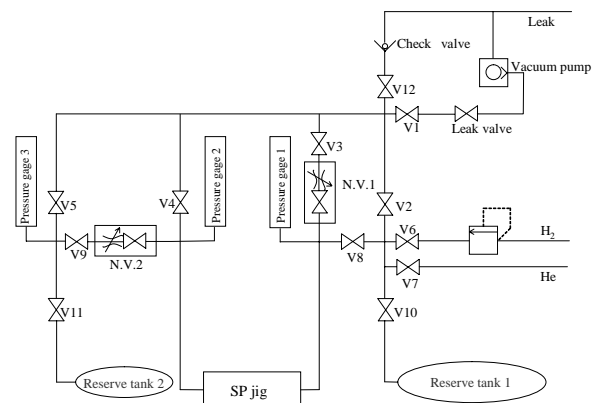 Leak
Check valve
Vacuum pump
V12
V1
Leak valve
V3
Pressure gage 3
Pressure gage 2
Pressure gage 1
N.V.1
V5
V4
V2
V9
N.V.2
V8
V6
H2
V7
He
V11
V10
Reserve tank 2
SP jig
Reserve tank 1